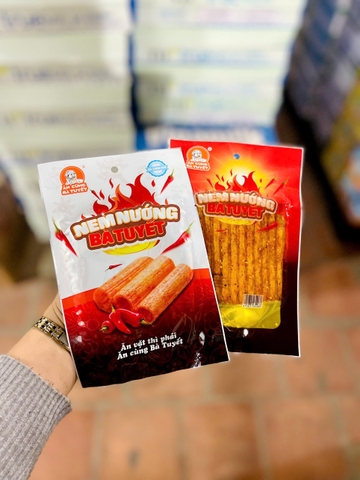 ĂN CÙNG
BÀ TUYẾT
NEM NƯỚNG
BÀ TUYẾT
Ăn vặt thì phải
Ăn cùng Bà Tuyết
ĂN CÙNG
BÀ TUYẾT
NEM NƯỚNG
BÀ TUYẾT